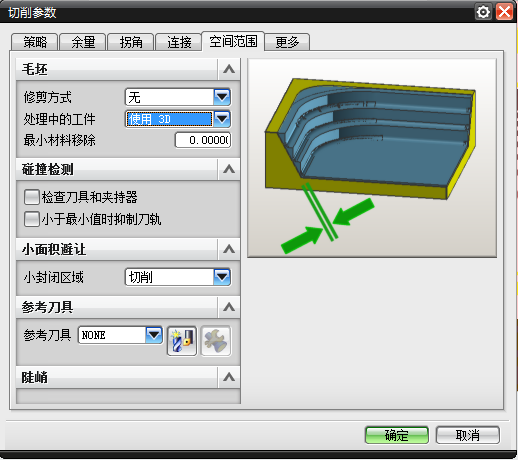 切削参数
策略 余量 拐角 连接 空间范围 更多
毛坯
修剪方式 无
处理中的工件 使用 3D
最小材料移除 0.0000
碰撞检测
检查刀具和夹持器
小于最小值时抑制刀轨
小面积避让
小封闭区域 切削
参考刀具
参考刀具 NONE
陡峭
确定 取消